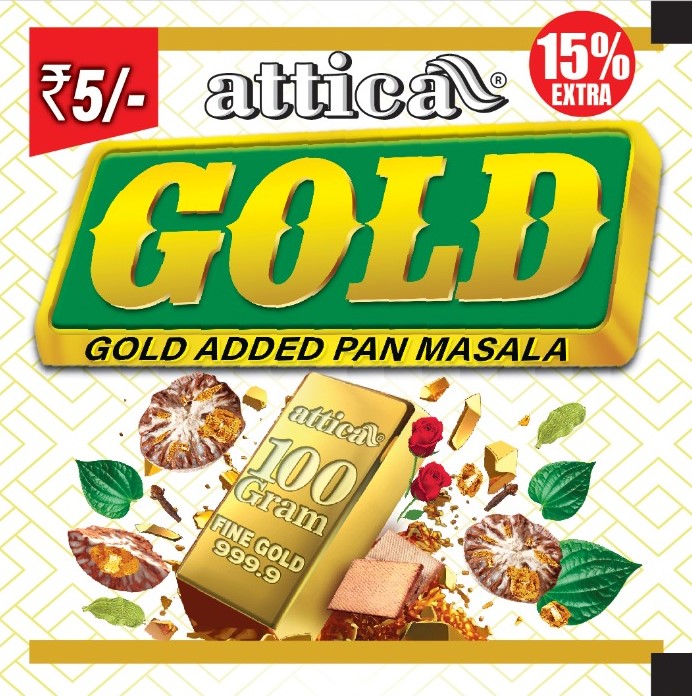 ₹5/-
attica®
15%
EXTRA
GOLD
GOLD ADDED PAN MASALA
attica®
100
Gram
FINE GOLD
999.9